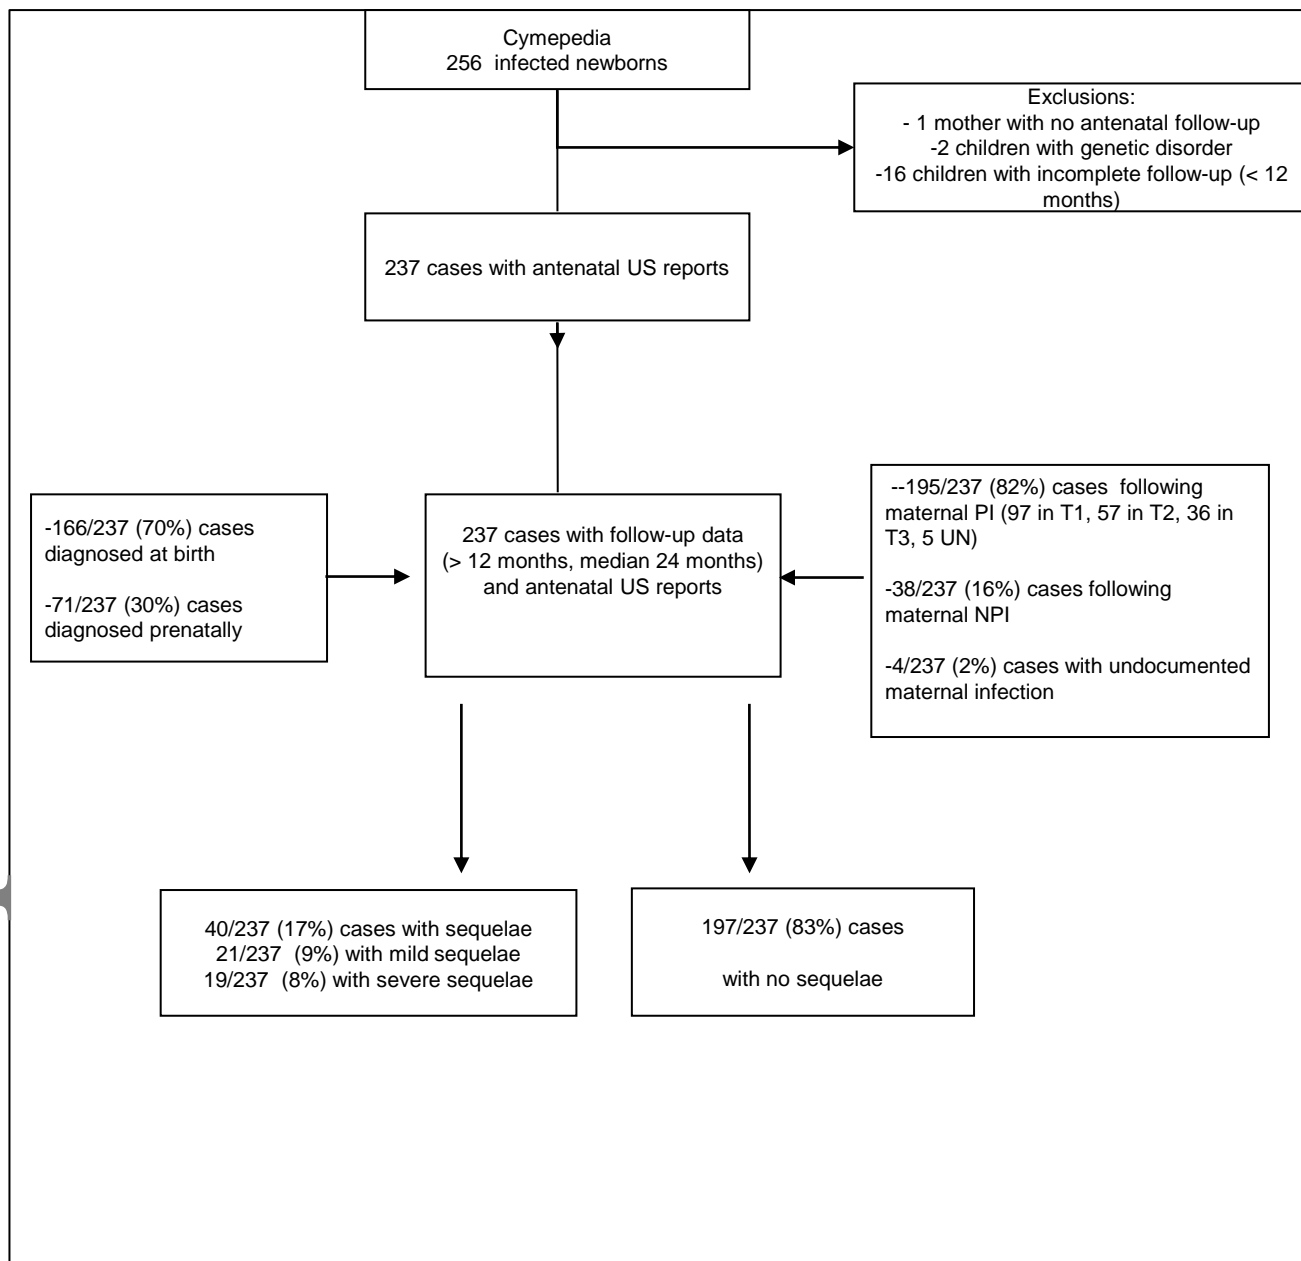 Cymepedia
256 infected newborns
Exclusions:
- 1 mother with no antenatal follow-up
-2 children with genetic disorder
-16 children with incomplete follow-up (< 12
months)
237 cases with antenatal US reports
-166/237 (70%) cases
diagnosed at birth
-71/237 (30%) cases
diagnosed prenatally
237 cases with follow-up data
(> 12 months, median 24 months)
and antenatal US reports
--195/237 (82%) cases following
maternal PI (97 in T1, 57 in T2, 36 in
T3, 5 UN)
-38/237 (16%) cases following
maternal NPI
-4/237 (2%) cases with undocumented
maternal infection
40/237 (17%) cases with sequelae
21/237 (9%) with mild sequelae
19/237 (8%) with severe sequelae
197/237 (83%) cases
with no sequelae